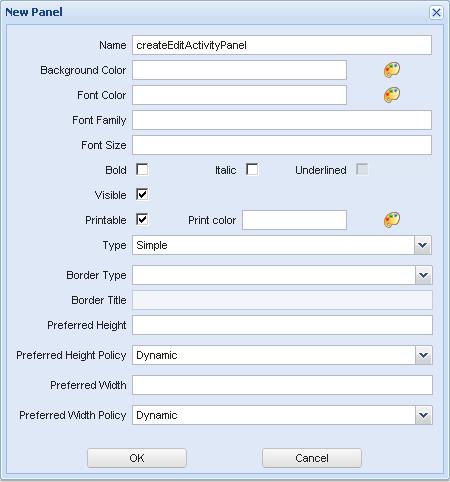 New Panel
Name createEditActivityPanel
Background Color
Font Color
Font Family
Font Size
Bold Italic Underlined
Visible
Printable Print color
Type Simple
Border Type
Border Title
Preferred Height
Preferred Height Policy Dynamic
Preferred Width
Preferred Width Policy Dynamic
OK Cancel